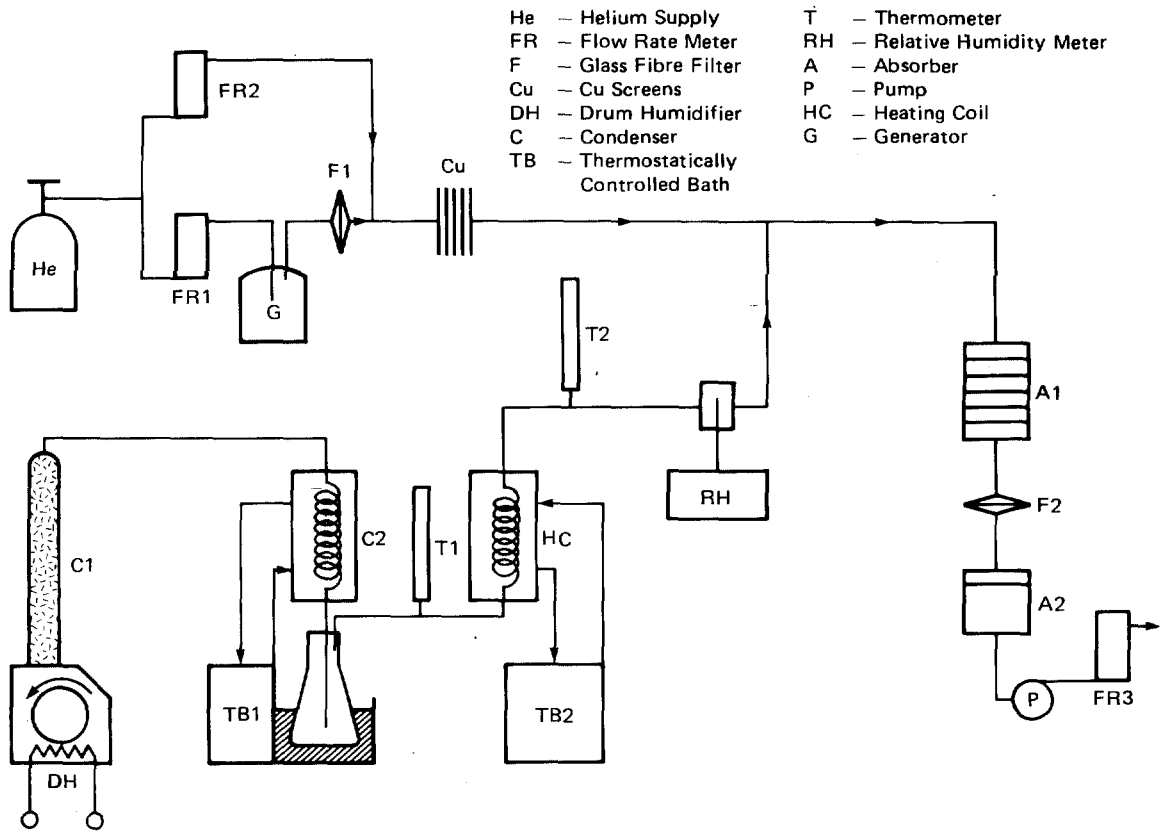 He – Helium Supply
FR – Flow Rate Meter
F – Glass Fibre Filter
Cu – Cu Screens
DH – Drum Humidifier
C – Condenser
TB – Thermostatically
Controlled Bath
T – Thermometer
RH – Relative Humidity Meter
A – Absorber
P – Pump
HC – Heating Coil
G – Generator
FR2
F1
Cu
He
FR1
G
T2
A1
RH
F2
C1
C2
T1
HC
A2
TB1
TB2
P
FR3
DH